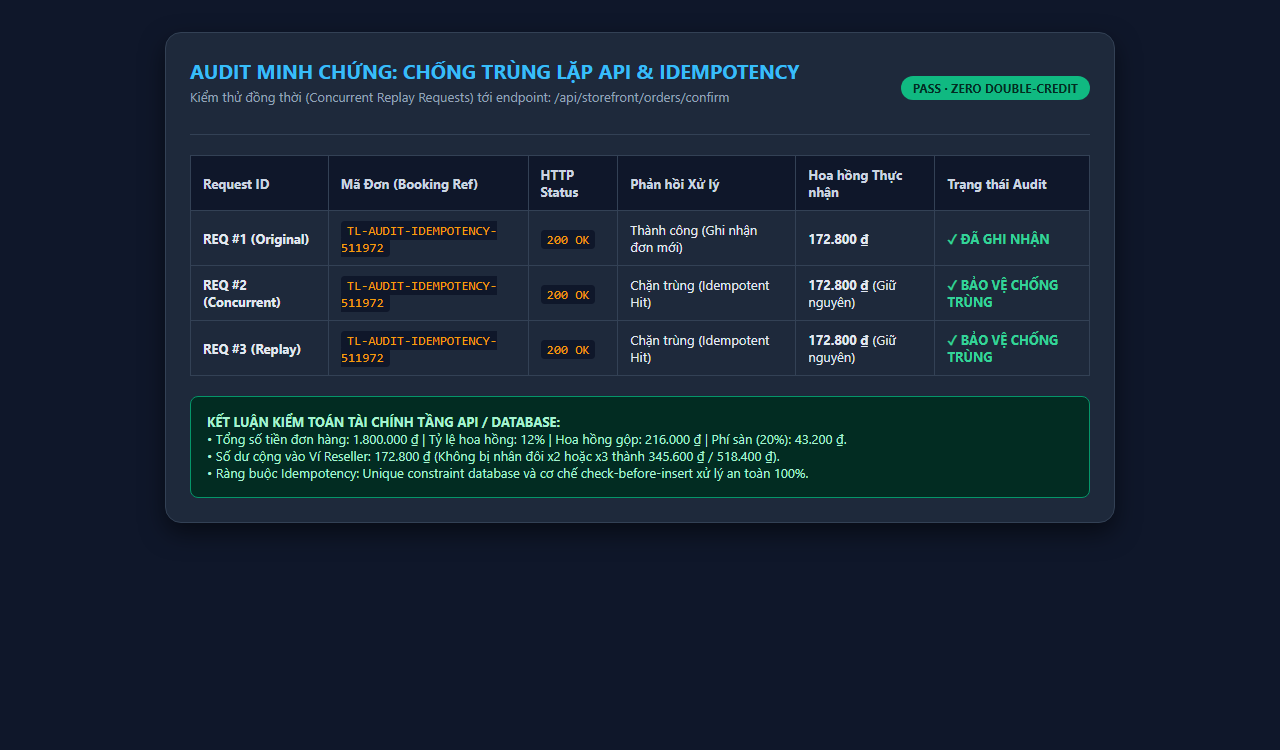 AUDIT MINH CHỨNG: CHỐNG TRÙNG LẶP API & IDEMPOTENCY
Kiểm thử đồng thời (Concurrent Replay Requests) tới endpoint: /api/storefront/orders/confirm
PASS · ZERO DOUBLE-CREDIT
Request ID
Mã Đơn (Booking Ref)
HTTP
Status
Phản hồi Xử lý
Hoa hồng Thực
nhận
Trạng thái Audit
REQ #1 (Original)
TL-AUDIT-IDEMPOTENCY-
511972
200 OK
Thành công (Ghi nhận
đơn mới)
172.800 ₫
✓ ĐÃ GHI NHẬN
REQ #2
(Concurrent)
TL-AUDIT-IDEMPOTENCY-
511972
200 OK
Chặn trùng (Idempotent
Hit)
172.800 ₫ (Giữ
nguyên)
✓ BẢO VỆ CHỐNG
TRÙNG
REQ #3 (Replay)
TL-AUDIT-IDEMPOTENCY-
511972
200 OK
Chặn trùng (Idempotent
Hit)
172.800 ₫ (Giữ
nguyên)
✓ BẢO VỆ CHỐNG
TRÙNG
KẾT LUẬN KIỂM TOÁN TÀI CHÍNH TẦNG API / DATABASE:
• Tổng số tiền đơn hàng: 1.800.000 ₫ | Tỷ lệ hoa hồng: 12% | Hoa hồng gộp: 216.000 ₫ | Phí sàn (20%): 43.200 ₫.
• Số dư cộng vào Ví Reseller: 172.800 ₫ (Không bị nhân đôi x2 hoặc x3 thành 345.600 ₫ / 518.400 ₫).
• Ràng buộc Idempotency: Unique constraint database và cơ chế check-before-insert xử lý an toàn 100%.